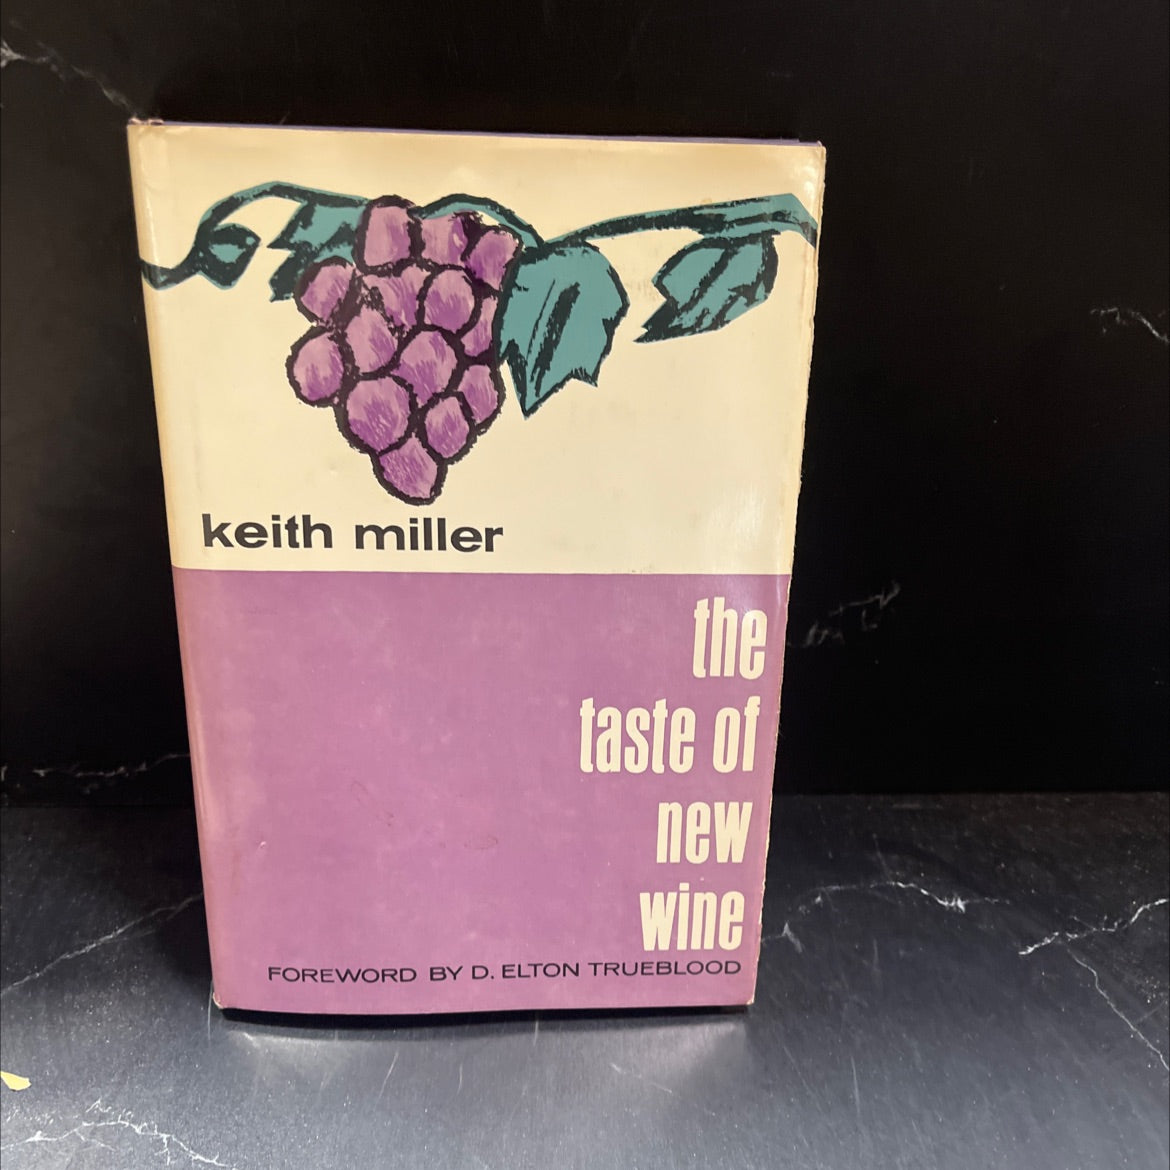 keith miller
the
taste of
new
wine
FOREWORD BY D. ELTON TRUEBLOOD